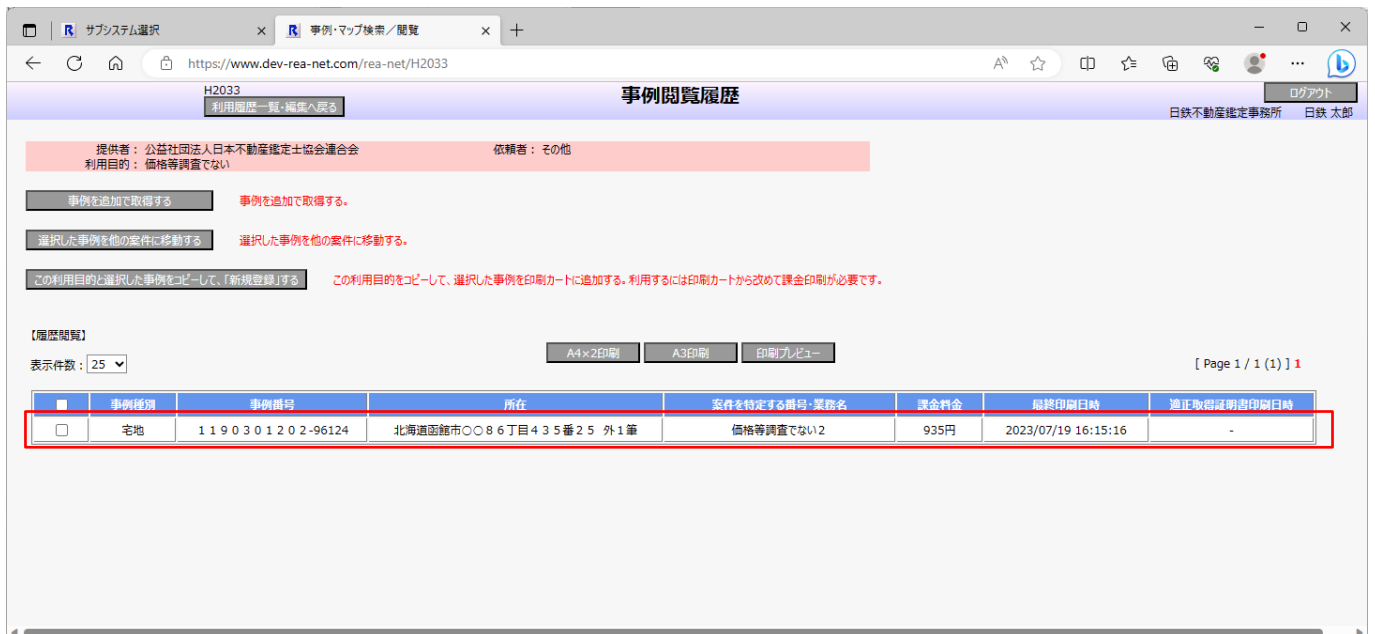 サブシステム選択
事例・マップ検索／閲覧
https://www.dev-rea-net.com/rea-net/H2033
H2033
利用履歴一覧・編集へ戻る
事例閲覧履歴
ログアウト
日鉄不動産鑑定事務所 日鉄 太郎
提供者： 公益社団法人日本不動産鑑定士協会連合会 依頼者： その他
利用目的： 価格等調査でない
事例を追加で取得する 事例を追加で取得する。
選択した事例を他の案件に移動する 選択した事例を他の案件に移動する。
この利用目的と選択した事例をコピーして、「新規登録」する この利用目的をコピーして、選択した事例を印刷カートに追加する。利用するには印刷カートから改めて課金印刷が必要です。
【履歴閲覧】
A4×2印刷 A3印刷 印刷プレビュー
表示件数： 25 [ Page 1 / 1 (1) ] 1
事例種別 事例番号 所在 案件を特定する番号・業務名 課金料金 最終印刷日時 適正取得証明書印刷日時
宅地 １１９０３０１２０２-96124 北海道函館市○○８６丁目４３５番２５ 外１筆 価格等調査でない2 935円 2023/07/19 16:15:16 -